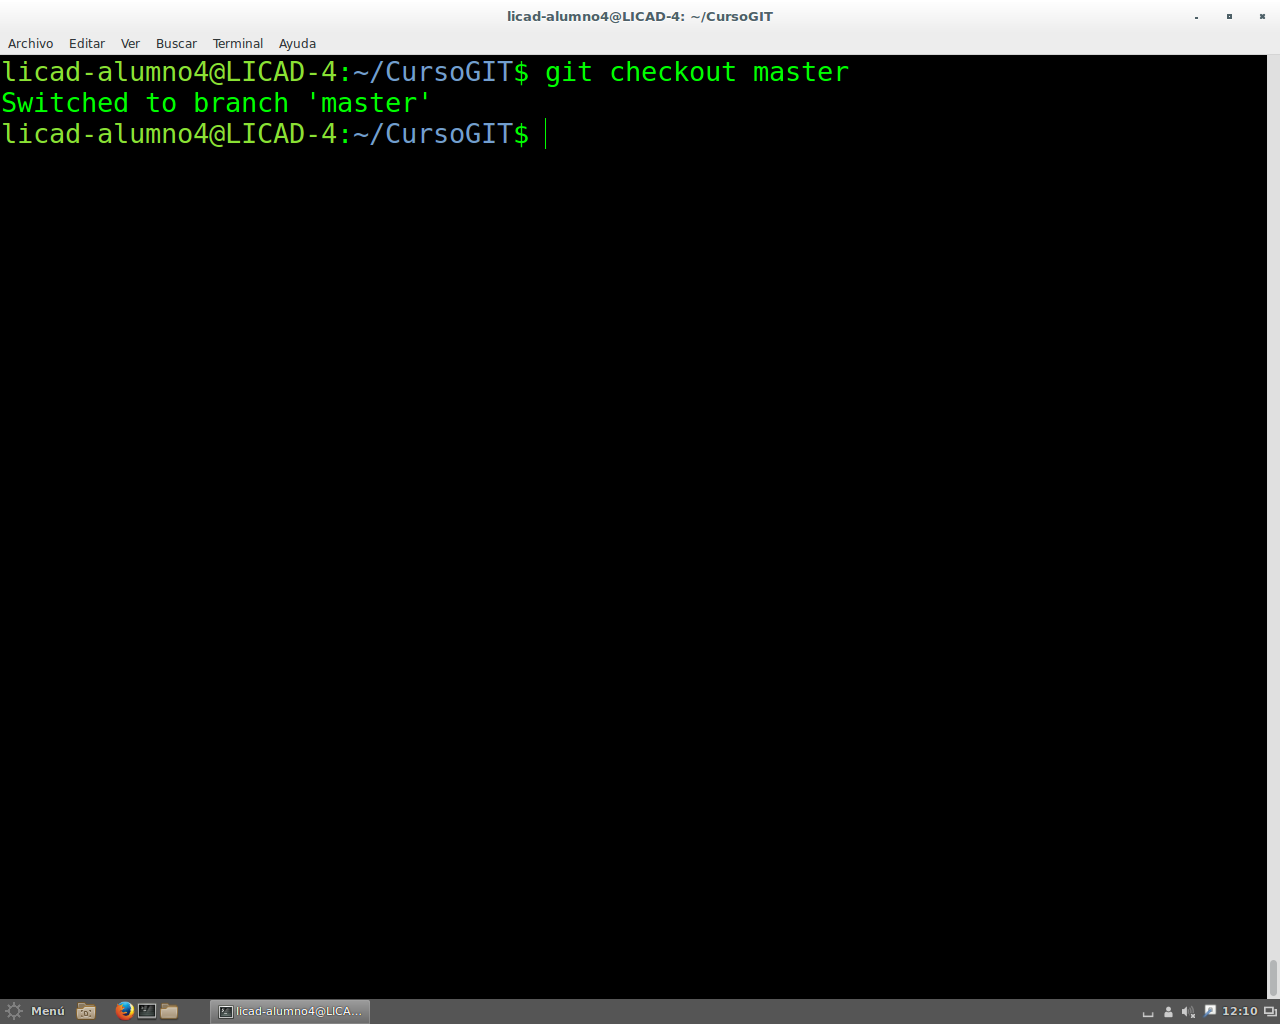 licad-alumno4@LICAD-4: ~/CursoGIT
Archivo Editar Ver Buscar Terminal Ayuda
licad-alumno4@LICAD-4:~/CursoGIT$ git checkout master
Switched to branch 'master'
licad-alumno4@LICAD-4:~/CursoGIT$
Menú licad-alumno4@LICA... 12:10